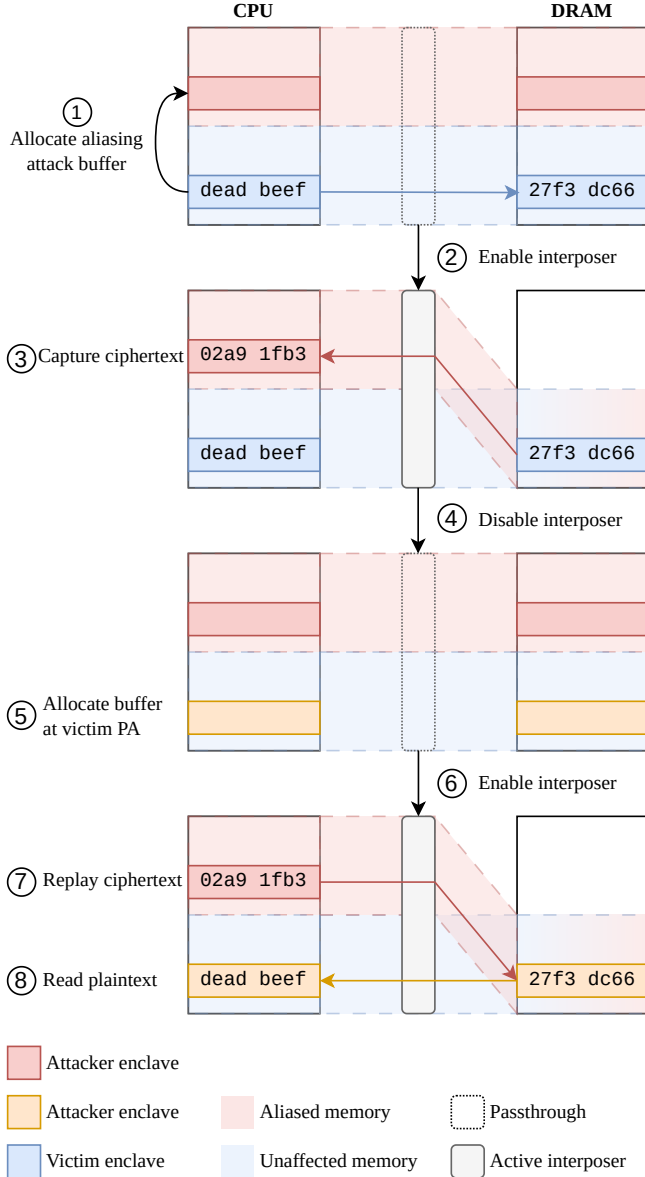 CPU DRAM
1
Allocate aliasing
attack buffer
dead beef 27f3 dc66
2 Enable interposer
3 Capture ciphertext 02a9 1fb3
dead beef 27f3 dc66
4 Disable interposer
5 Allocate buffer
at victim PA
6 Enable interposer
7 Replay ciphertext 02a9 1fb3
8 Read plaintext dead beef 27f3 dc66
Attacker enclave
Attacker enclave Aliased memory Passthrough
Victim enclave Unaffected memory Active interposer